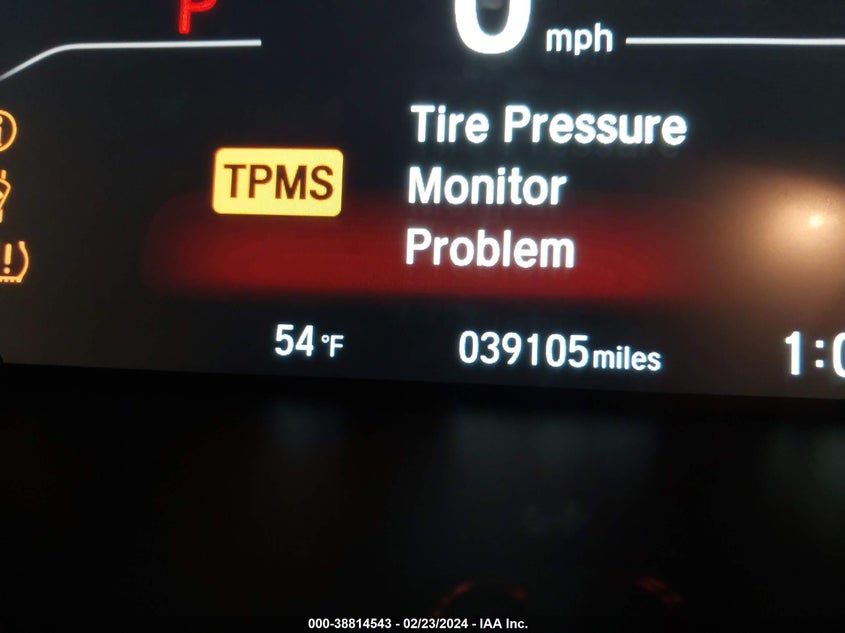 P
0 mph
Tire Pressure
TPMS
Monitor
Problem
54 °F
039105 miles
000-38814543 - 02/23/2024 - IAA Inc.